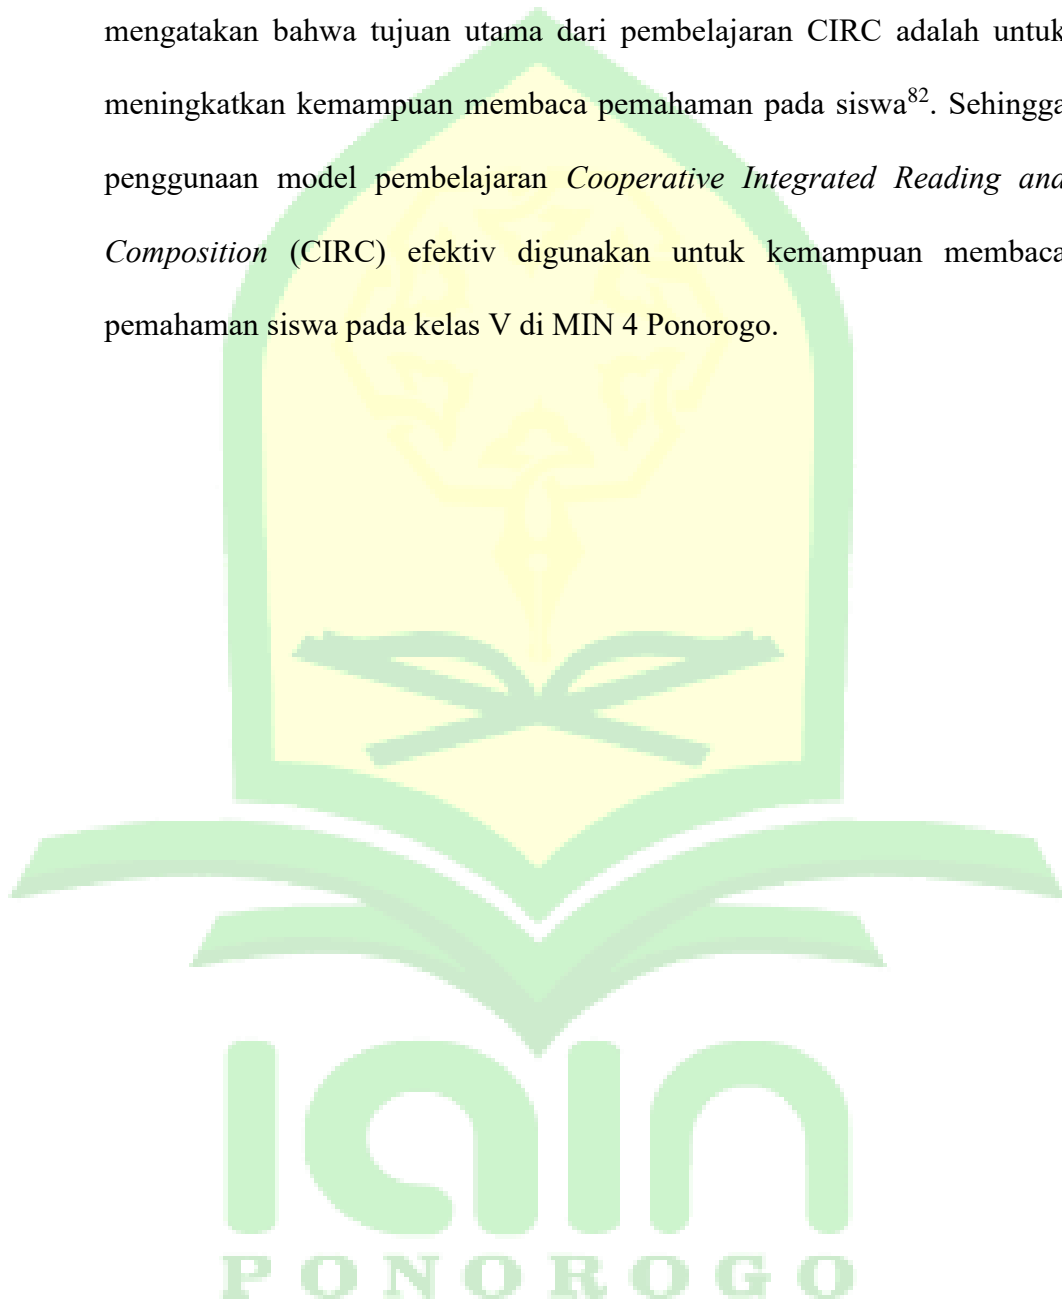 mengatakan bahwa tujuan utama dari pembelajaran CIRC adalah untuk
meningkatkan kemampuan membaca pemahaman pada siswa⁸². Sehingga
penggunaan model pembelajaran Cooperative Integrated Reading and
Composition (CIRC) efektif digunakan untuk kemampuan membaca
pemahaman siswa pada kelas V di MIN 4 Ponorogo.
iain
PONOROGO